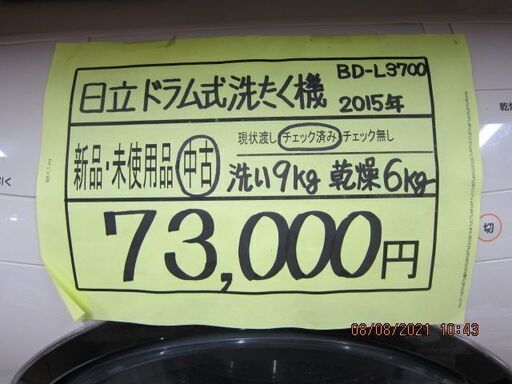 日立ドラム式洗たく機 BD-L3700
2015年
新品・未使用品 中古
現状渡し チェック済み チェック無し
洗い9kg 乾燥6kg
73,000円
切
08/08/2021 10:43